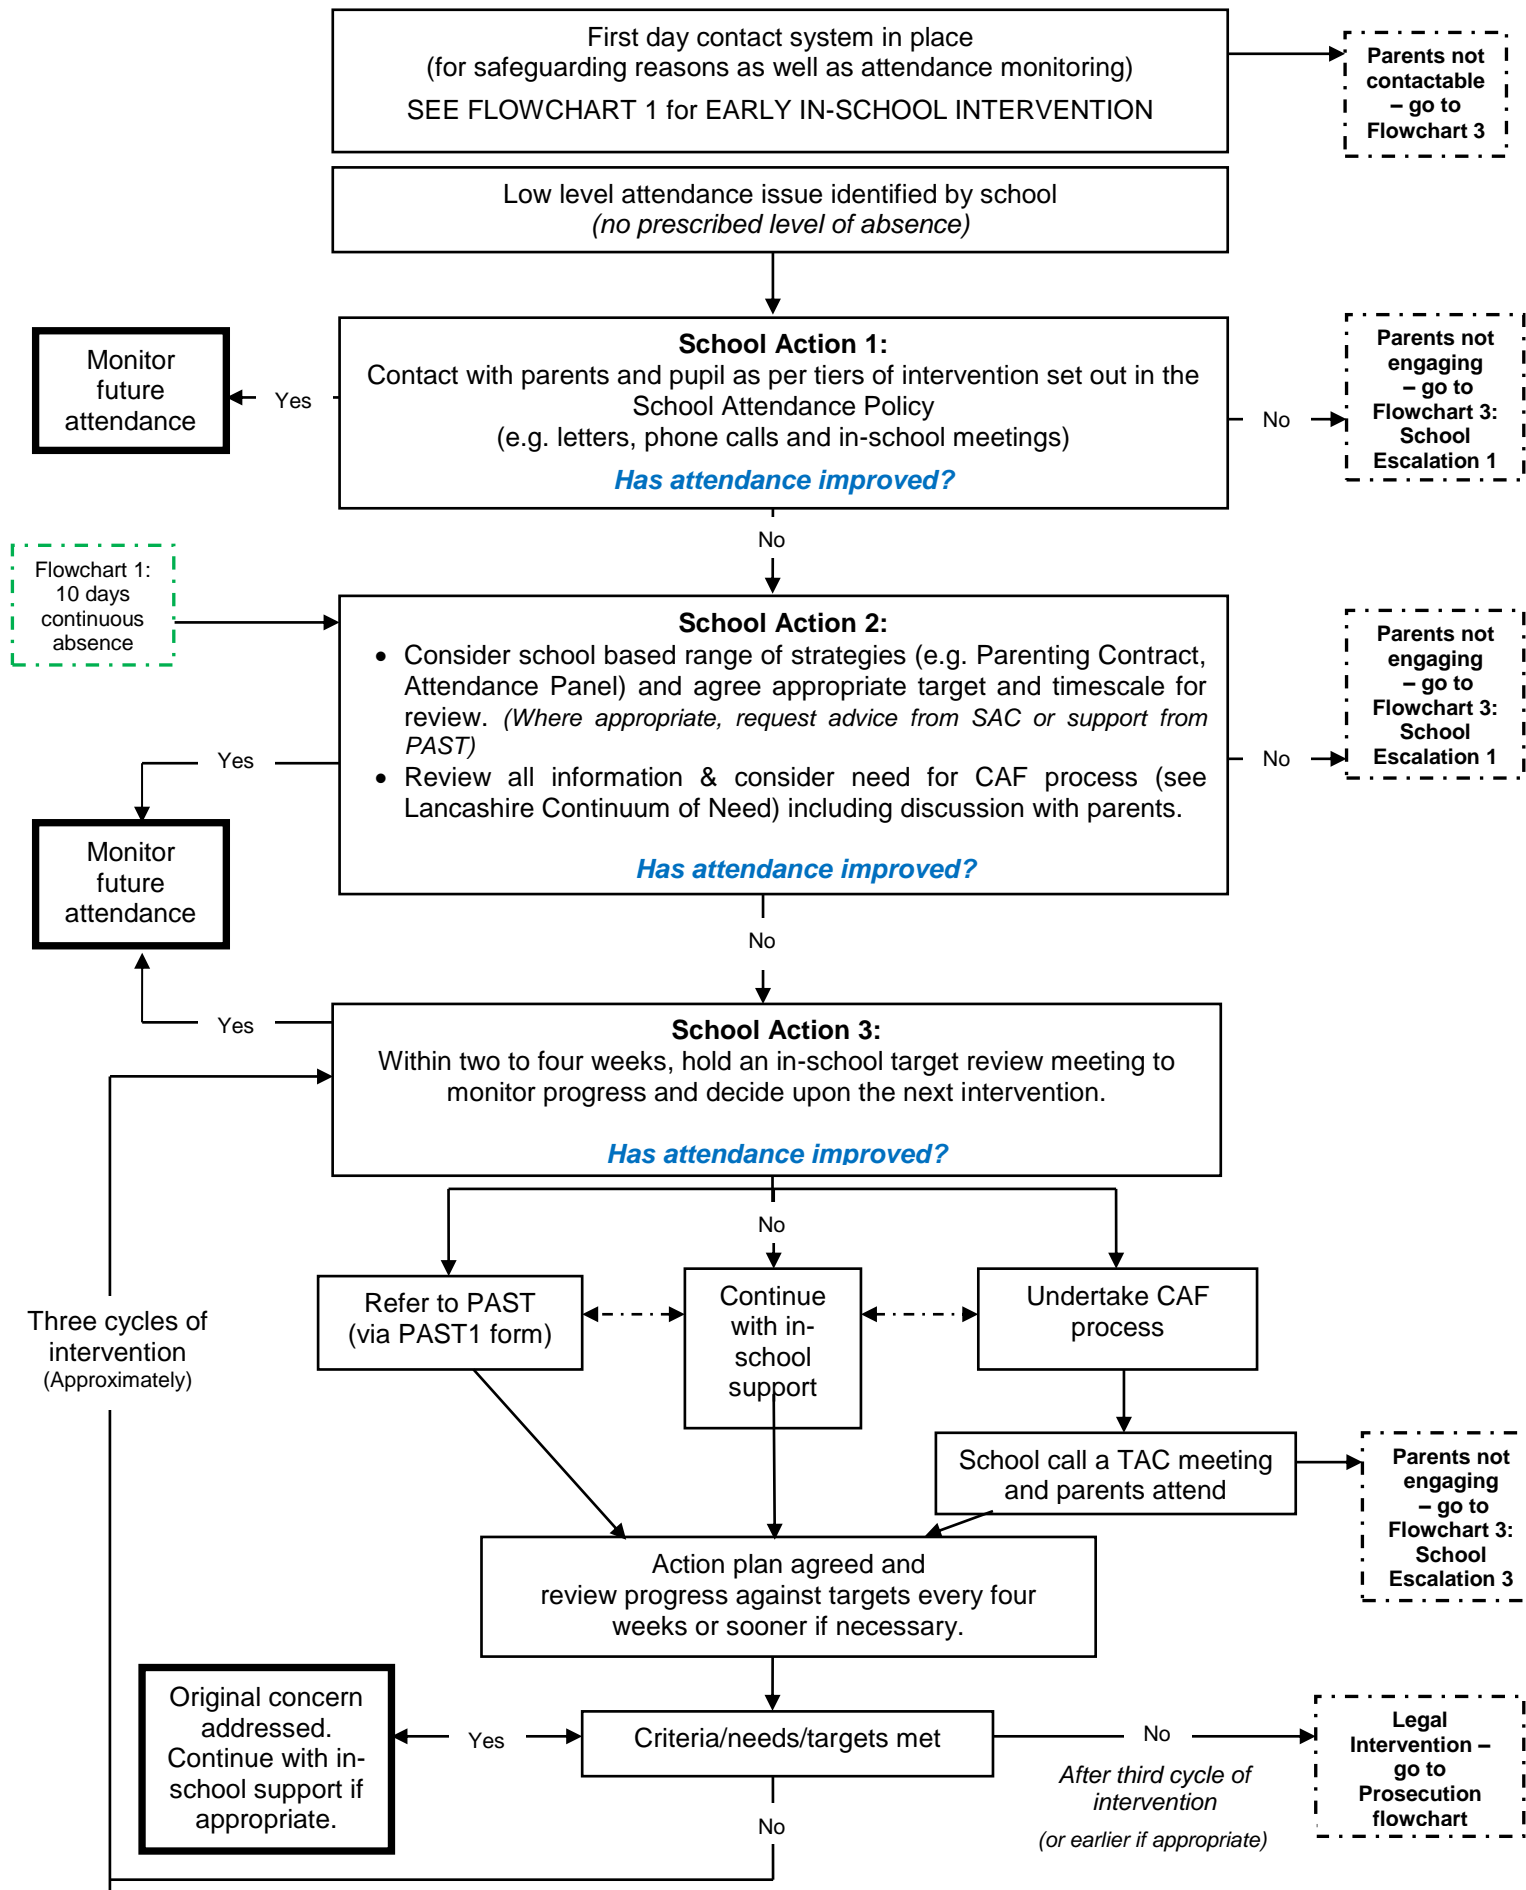 First day contact system in place
(for safeguarding reasons as well as attendance monitoring)
SEE FLOWCHART 1 for EARLY IN-SCHOOL INTERVENTION
Parents not
contactable
– go to
Flowchart 3
Low level attendance issue identified by school
(no prescribed level of absence)
Monitor
future
attendance
Yes
School Action 1:
Contact with parents and pupil as per tiers of intervention set out in the
School Attendance Policy
(e.g. letters, phone calls and in-school meetings)
Has attendance improved?
No
Parents not
engaging
– go to
Flowchart 3:
School
Escalation 1
No
Flowchart 1:
10 days
continuous
absence
School Action 2:
• Consider school based range of strategies (e.g. Parenting Contract,
Attendance Panel) and agree appropriate target and timescale for
review. (Where appropriate, request advice from SAC or support from
PAST)
• Review all information & consider need for CAF process (see
Lancashire Continuum of Need) including discussion with parents.
Has attendance improved?
No
Parents not
engaging
– go to
Flowchart 3:
School
Escalation 1
Yes
Monitor
future
attendance
No
Yes
School Action 3:
Within two to four weeks, hold an in-school target review meeting to
monitor progress and decide upon the next intervention.
Has attendance improved?
No
Three cycles of
intervention
(Approximately)
Refer to PAST
(via PAST1 form)
Continue
with in-
school
support
Undertake CAF
process
School call a TAC meeting
and parents attend
Parents not
engaging
– go to
Flowchart 3:
School
Escalation 3
Action plan agreed and
review progress against targets every four
weeks or sooner if necessary.
Original concern
addressed.
Continue with in-
school support if
appropriate.
Yes
Criteria/needs/targets met
No
After third cycle of
intervention
(or earlier if appropriate)
Legal
Intervention –
go to
Prosecution
flowchart
No